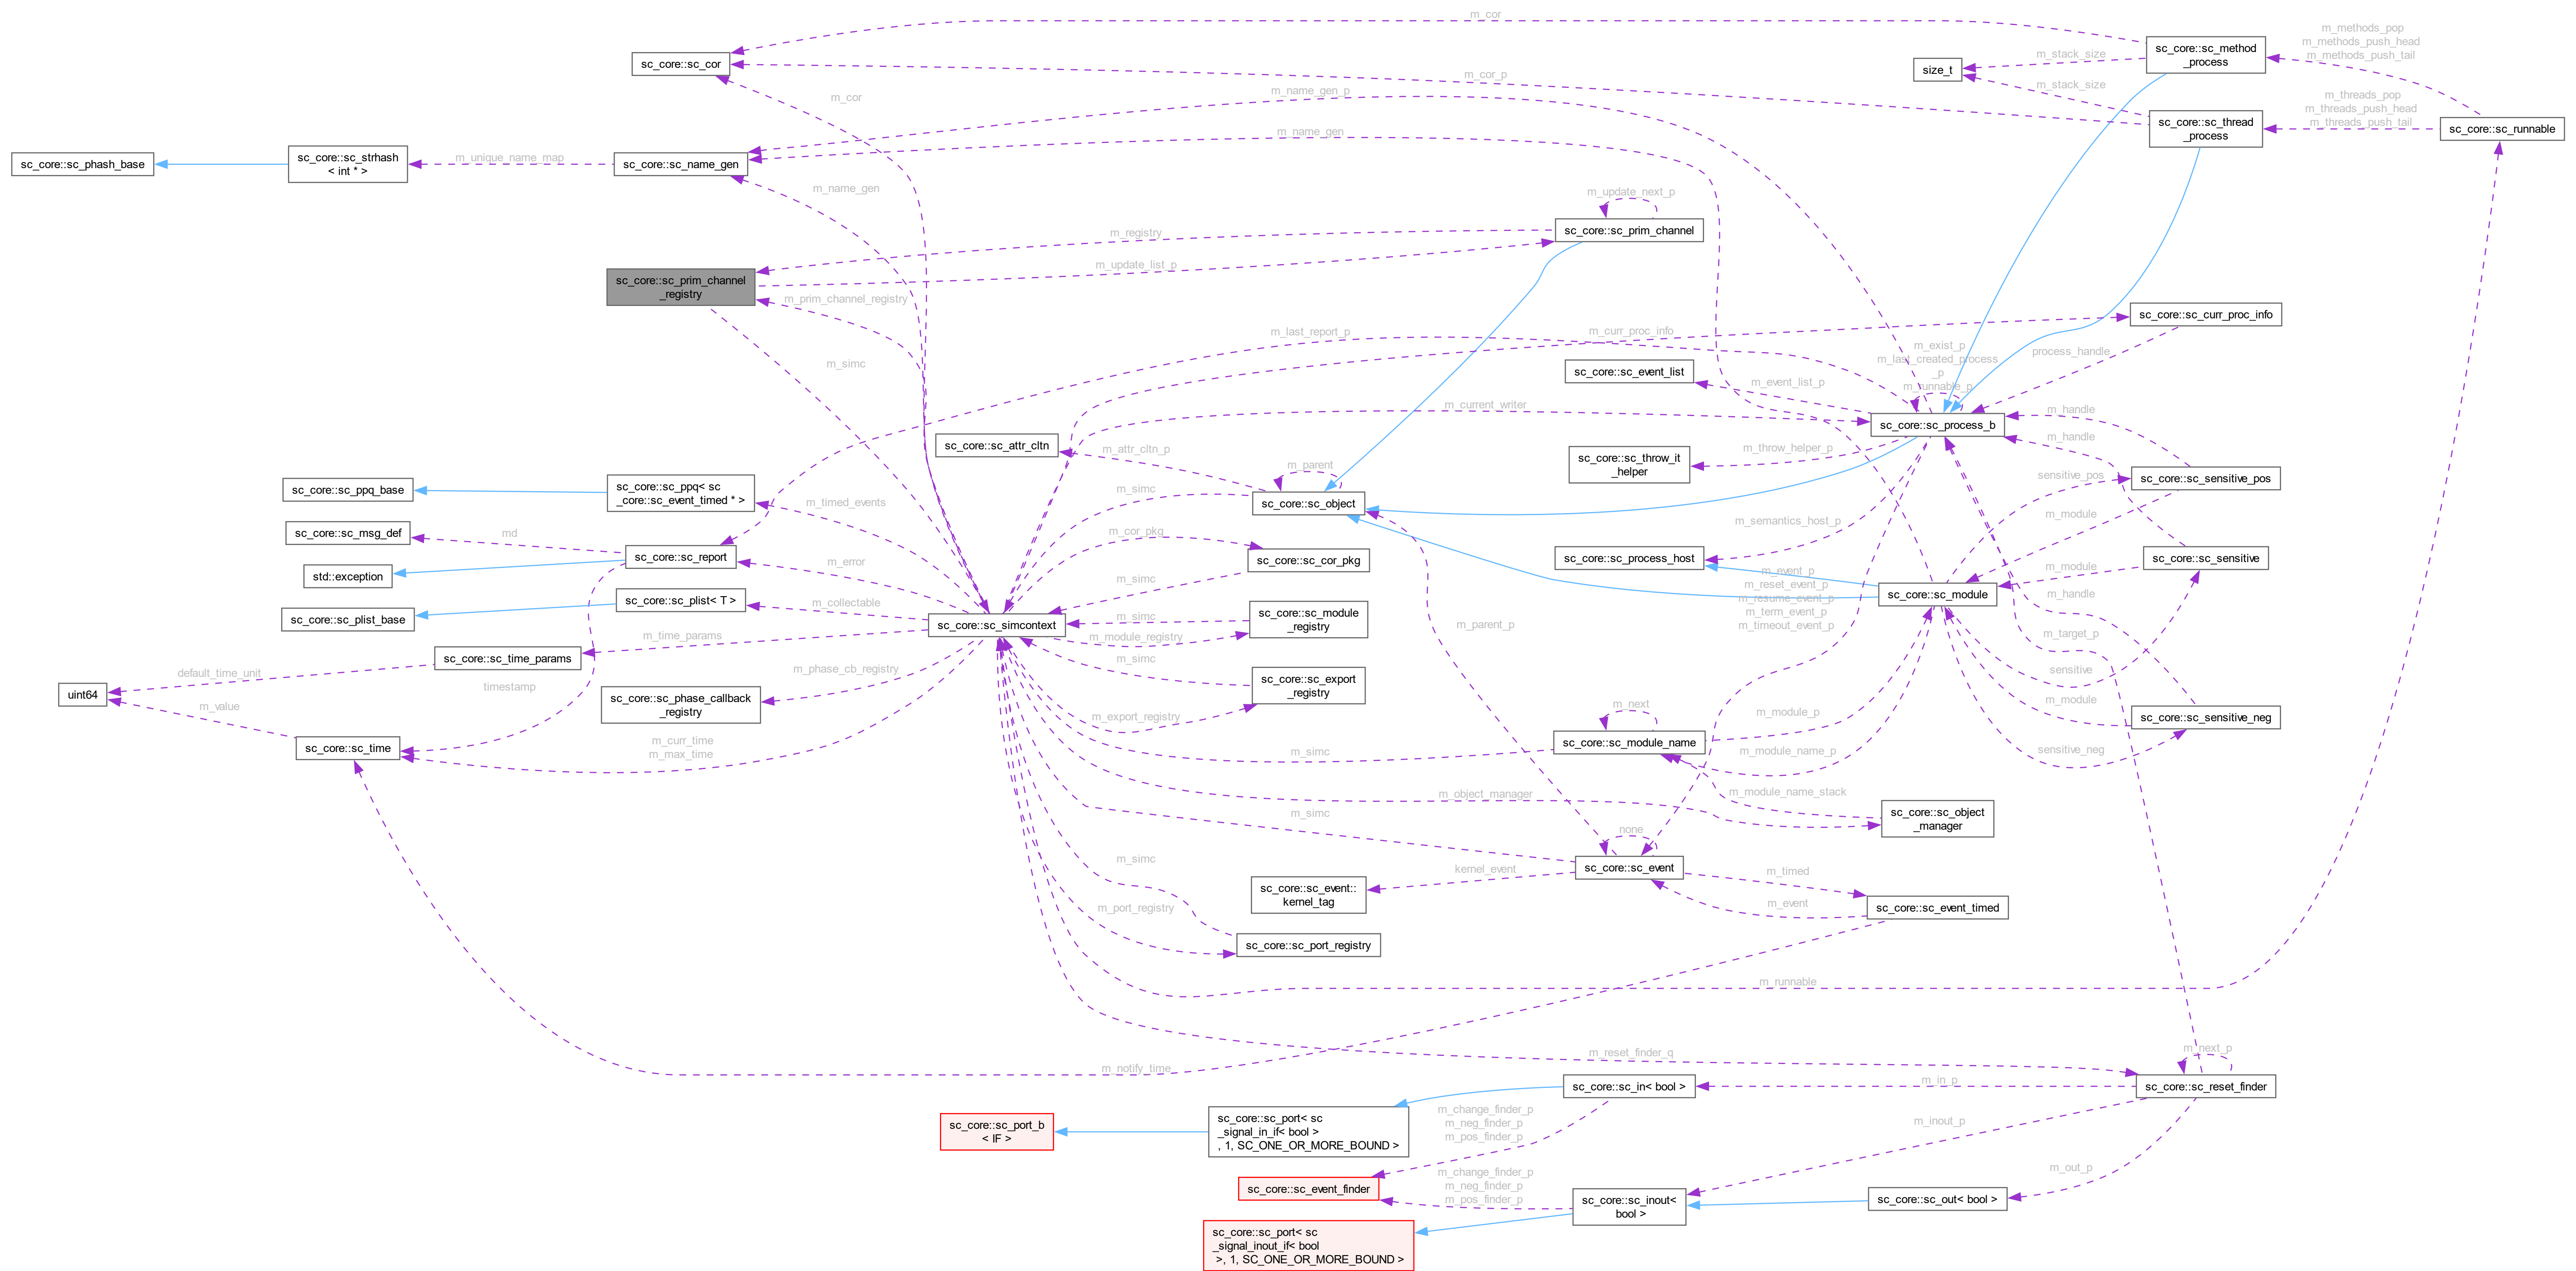 m_cor
m_methods_pop
m_methods_push_head
m_methods_push_tail
sc_core::sc_method
_process
sc_core::sc_cor
m_stack_size
size_t
m_cor_p
m_stack_size
m_name_gen_p
m_cor
m_threads_pop
m_threads_push_head
m_threads_push_tail
sc_core::sc_thread
_process
sc_core::sc_runnable
m_name_gen
sc_core::sc_phash_base
sc_core::sc_strhash
< int * >
m_unique_name_map
sc_core::sc_name_gen
m_name_gen
m_update_next_p
sc_core::sc_prim_channel
m_registry
m_update_list_p
sc_core::sc_prim_channel
_registry
m_prim_channel_registry
m_simc
m_last_report_p
m_curr_proc_info
sc_core::sc_curr_proc_info
process_handle
m_exist_p
m_last_created_process
_p
m_runnable_p
sc_core::sc_event_list
m_event_list_p
m_current_writer
sc_core::sc_process_b
m_handle
m_handle
sc_core::sc_attr_cltn
m_attr_cltn_p
m_throw_helper_p
sc_core::sc_throw_it
_helper
m_parent
sc_core::sc_object
sensitive_pos
sc_core::sc_sensitive_pos
sc_core::sc_ppq_base
sc_core::sc_ppq< sc
_core::sc_event_timed * >
m_timed_events
m_simc
m_semantics_host_p
m_module
sc_core::sc_msg_def
md
sc_core::sc_report
m_cor_pkg
sc_core::sc_cor_pkg
sc_core::sc_process_host
sc_core::sc_sensitive
std::exception
m_error
m_simc
m_event_p
m_reset_event_p
m_resume_event_p
m_term_event_p
m_timeout_event_p
m_module
m_handle
sc_core::sc_module
sc_core::sc_plist_base
sc_core::sc_plist< T >
m_collectable
sc_core::sc_simcontext
m_simc
m_module_registry
sc_core::sc_module
_registry
m_parent_p
m_target_p
m_time_params
sc_core::sc_time_params
m_simc
default_time_unit
uint64
timestamp
m_phase_cb_registry
sc_core::sc_phase_callback
_registry
sc_core::sc_export
_registry
m_export_registry
sensitive
m_module
sc_core::sc_sensitive_neg
sensitive_neg
m_value
sc_core::sc_time
m_curr_time
m_max_time
m_next
sc_core::sc_module_name
m_module_p
m_module_name_p
m_simc
m_object_manager
m_module_name_stack
sc_core::sc_object
_manager
m_simc
none
sc_core::sc_event
m_simc
kernel_event
sc_core::sc_event::
kernel_tag
m_timed
m_event
sc_core::sc_event_timed
m_port_registry
sc_core::sc_port_registry
m_runnable
m_reset_finder_q
m_notify_time
m_next_p
sc_core::sc_reset_finder
sc_core::sc_in< bool >
m_in_p
sc_core::sc_port_b
< IF >
sc_core::sc_port< sc
_signal_in_if< bool >
, 1, SC_ONE_OR_MORE_BOUND >
m_change_finder_p
m_neg_finder_p
m_pos_finder_p
m_inout_p
m_out_p
sc_core::sc_event_finder
m_change_finder_p
m_neg_finder_p
m_pos_finder_p
sc_core::sc_inout<
bool >
sc_core::sc_out< bool >
sc_core::sc_port< sc
_signal_inout_if< bool
>, 1, SC_ONE_OR_MORE_BOUND >